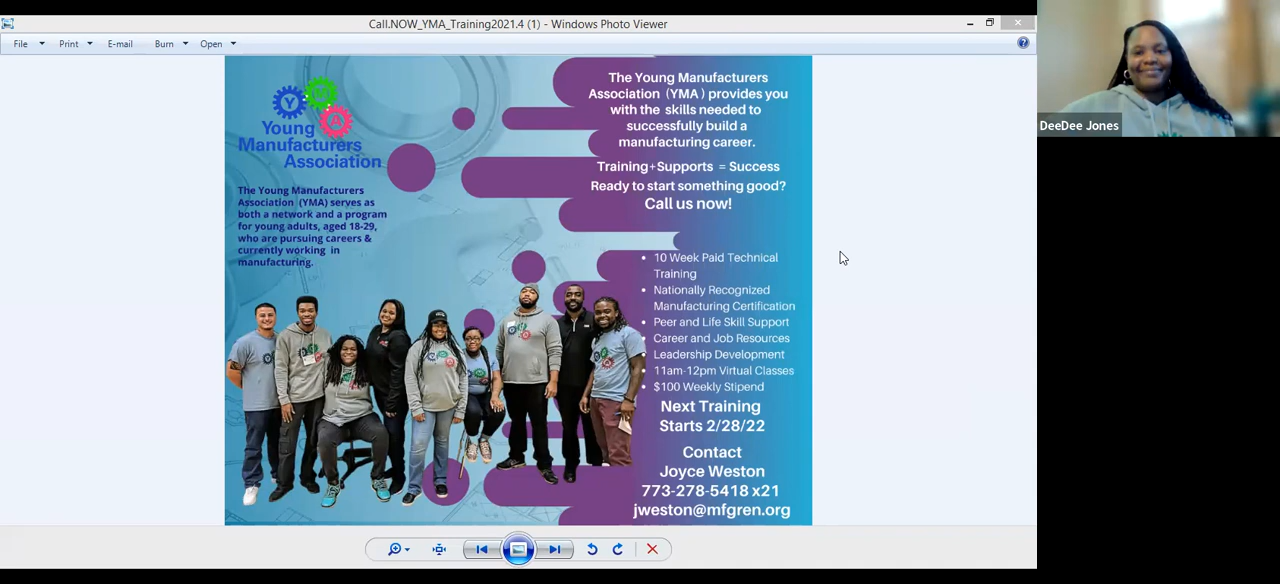 Call.NOW_YMA_Training2021.4 (1) - Windows Photo Viewer
File Print E-mail Burn Open
Y M A
Young
Manufacturers
Association
The Young Manufacturers
Association (YMA) serves as
both a network and a program
for young adults, aged 18-29,
who are pursuing careers &
currently working in
manufacturing.
The Young Manufacturers
Association (YMA ) provides you
with the skills needed to
successfully build a
manufacturing career.
Training+Supports = Success
Ready to start something good?
Call us now!
• 10 Week Paid Technical
Training
• Nationally Recognized
Manufacturing Certification
• Peer and Life Skill Support
• Career and Job Resources
• Leadership Development
• 11am-12pm Virtual Classes
• $100 Weekly Stipend
Next Training
Starts 2/28/22
Contact
Joyce Weston
773-278-5418 x21
jweston@mfgren.org
DeeDee Jones